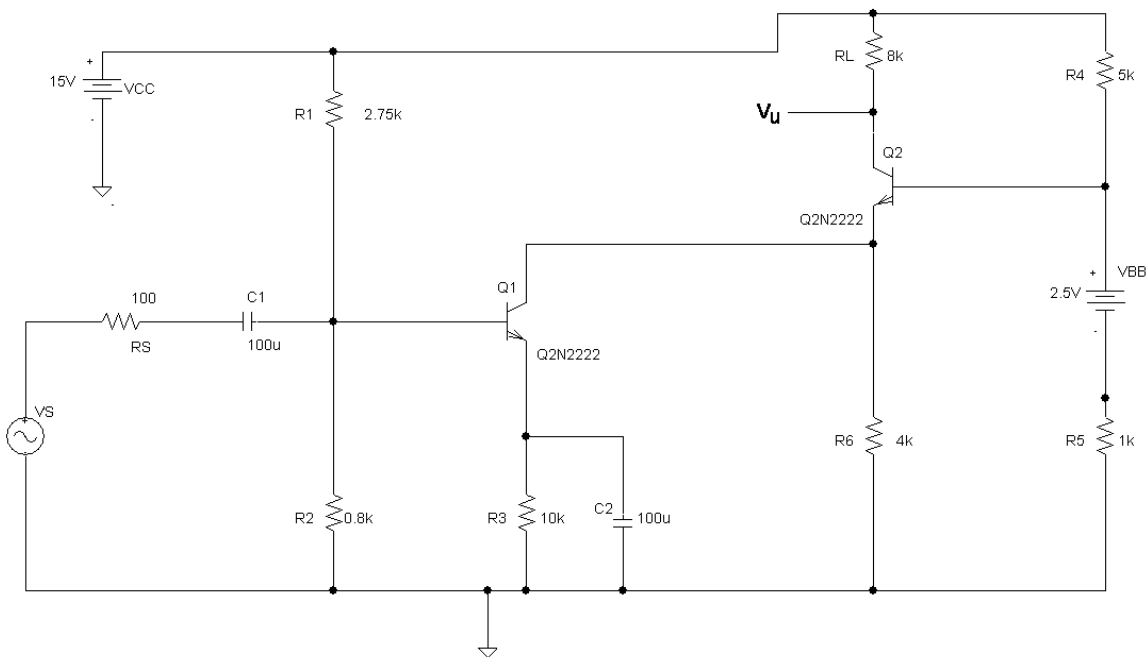 RL 8k
R4 5k
15V VCC
R1 2.75k
Vu
Q2
Q2N2222
VBB
2.5V
Q1
100
C1
RS
100u
Q2N2222
VS
R6 4k
R5 1k
R2 0.8k
R3 10k
C2 100u